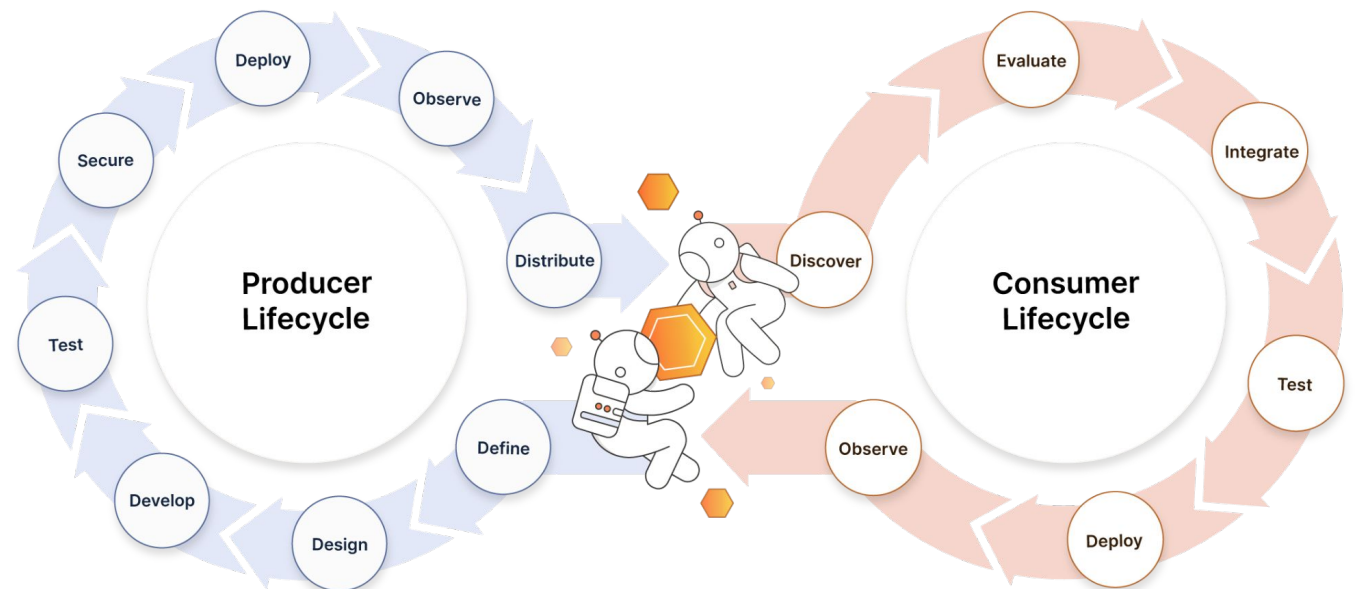 Producer
Lifecycle
Define
Design
Develop
Test
Secure
Deploy
Observe
Distribute
Consumer
Lifecycle
Discover
Evaluate
Integrate
Test
Deploy
Observe